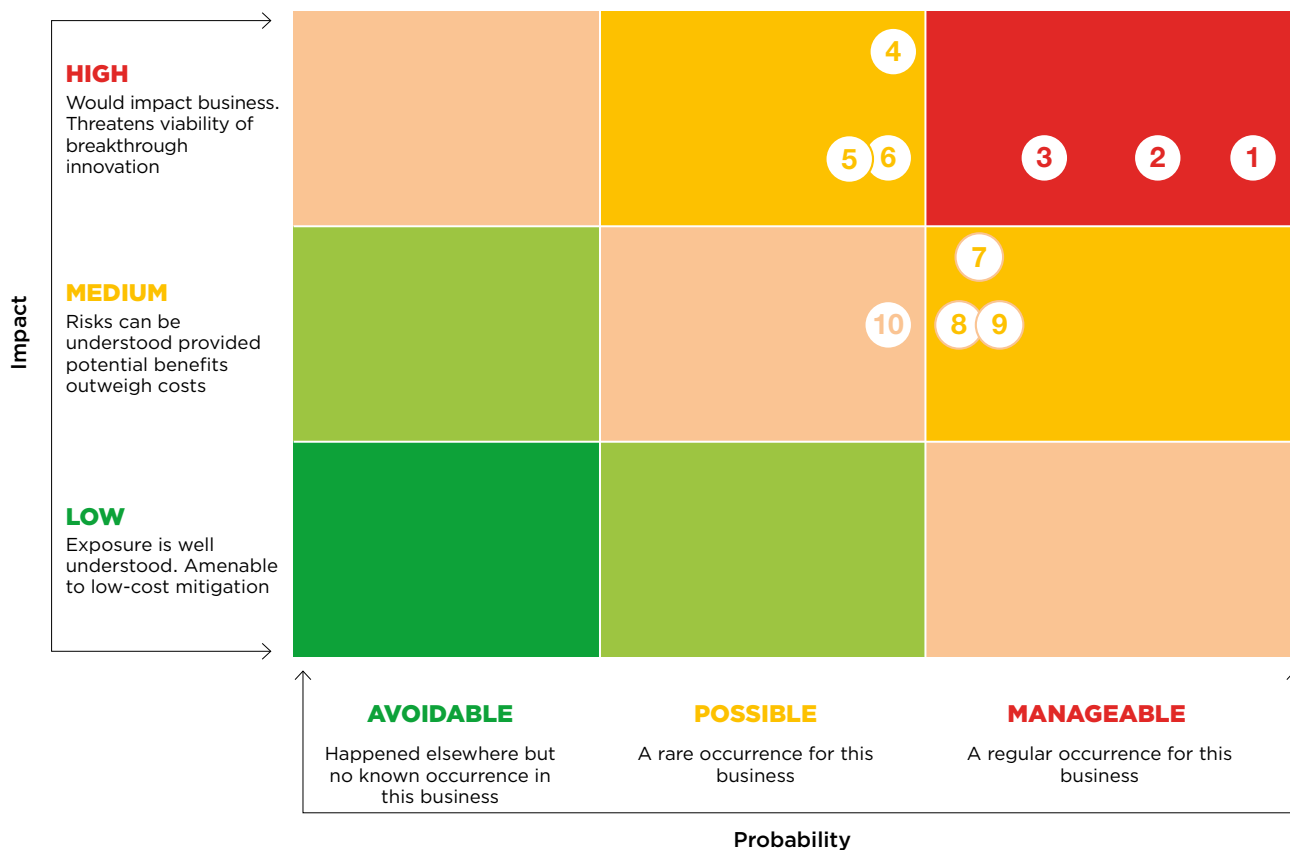 HIGH
Would impact business.
Threatens viability of
breakthrough
innovation
4
5 6 3 2 1
Impact
MEDIUM
Risks can be
understood provided
potential benefits
outweigh costs
7
10 8 9
LOW
Exposure is well
understood. Amenable
to low-cost mitigation
AVOIDABLE
Happened elsewhere but
no known occurrence in
this business
POSSIBLE
A rare occurrence for this
business
MANAGEABLE
A regular occurrence for this
business
Probability